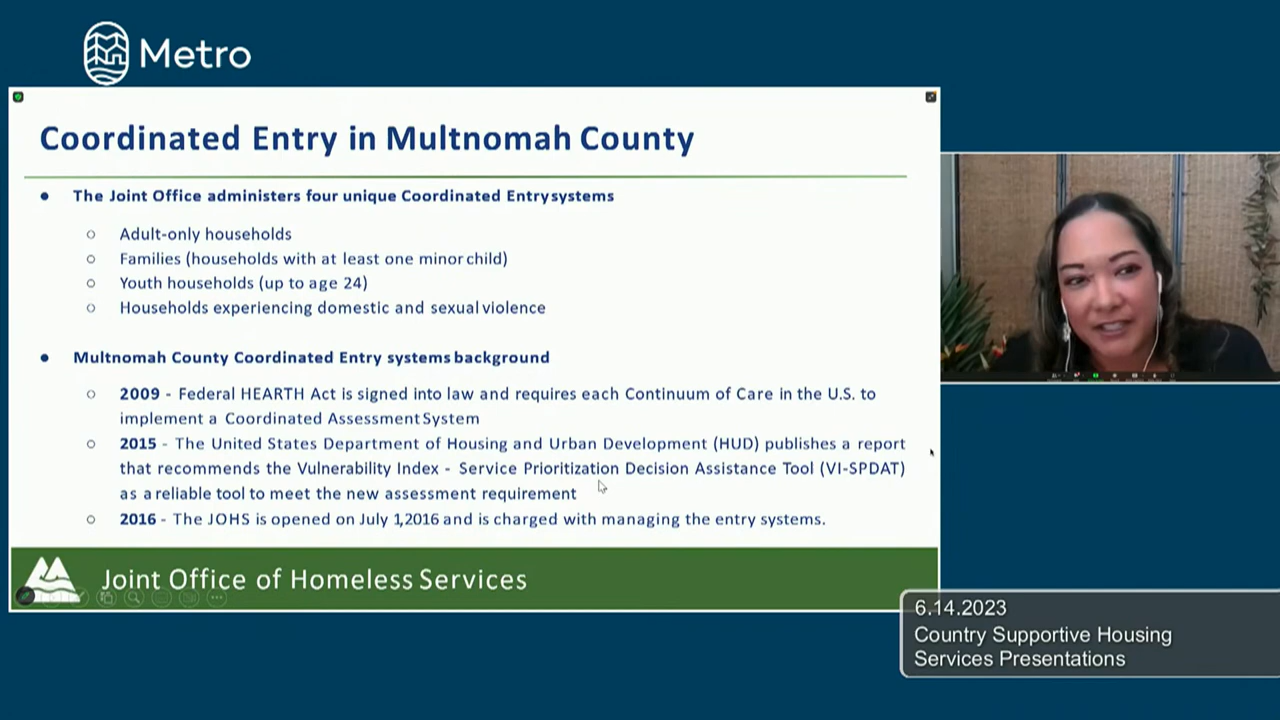 Metro
Coordinated Entry in Multnomah County
● The Joint Office administers four unique Coordinated Entry systems
○ Adult-only households
○ Families (households with at least one minor child)
○ Youth households (up to age 24)
○ Households experiencing domestic and sexual violence
● Multnomah County Coordinated Entry systems background
○ 2009 - Federal HEARTH Act is signed into law and requires each Continuum of Care in the U.S. to
implement a Coordinated Assessment System
○ 2015 - The United States Department of Housing and Urban Development (HUD) publishes a report
that recommends the Vulnerability Index - Service Prioritization Decision Assistance Tool (VI-SPDAT)
as a reliable tool to meet the new assessment requirement
○ 2016 - The JOHS is opened on July 1,2016 and is charged with managing the entry systems.
Joint Office of Homeless Services
6.14.2023
Country Supportive Housing
Services Presentations